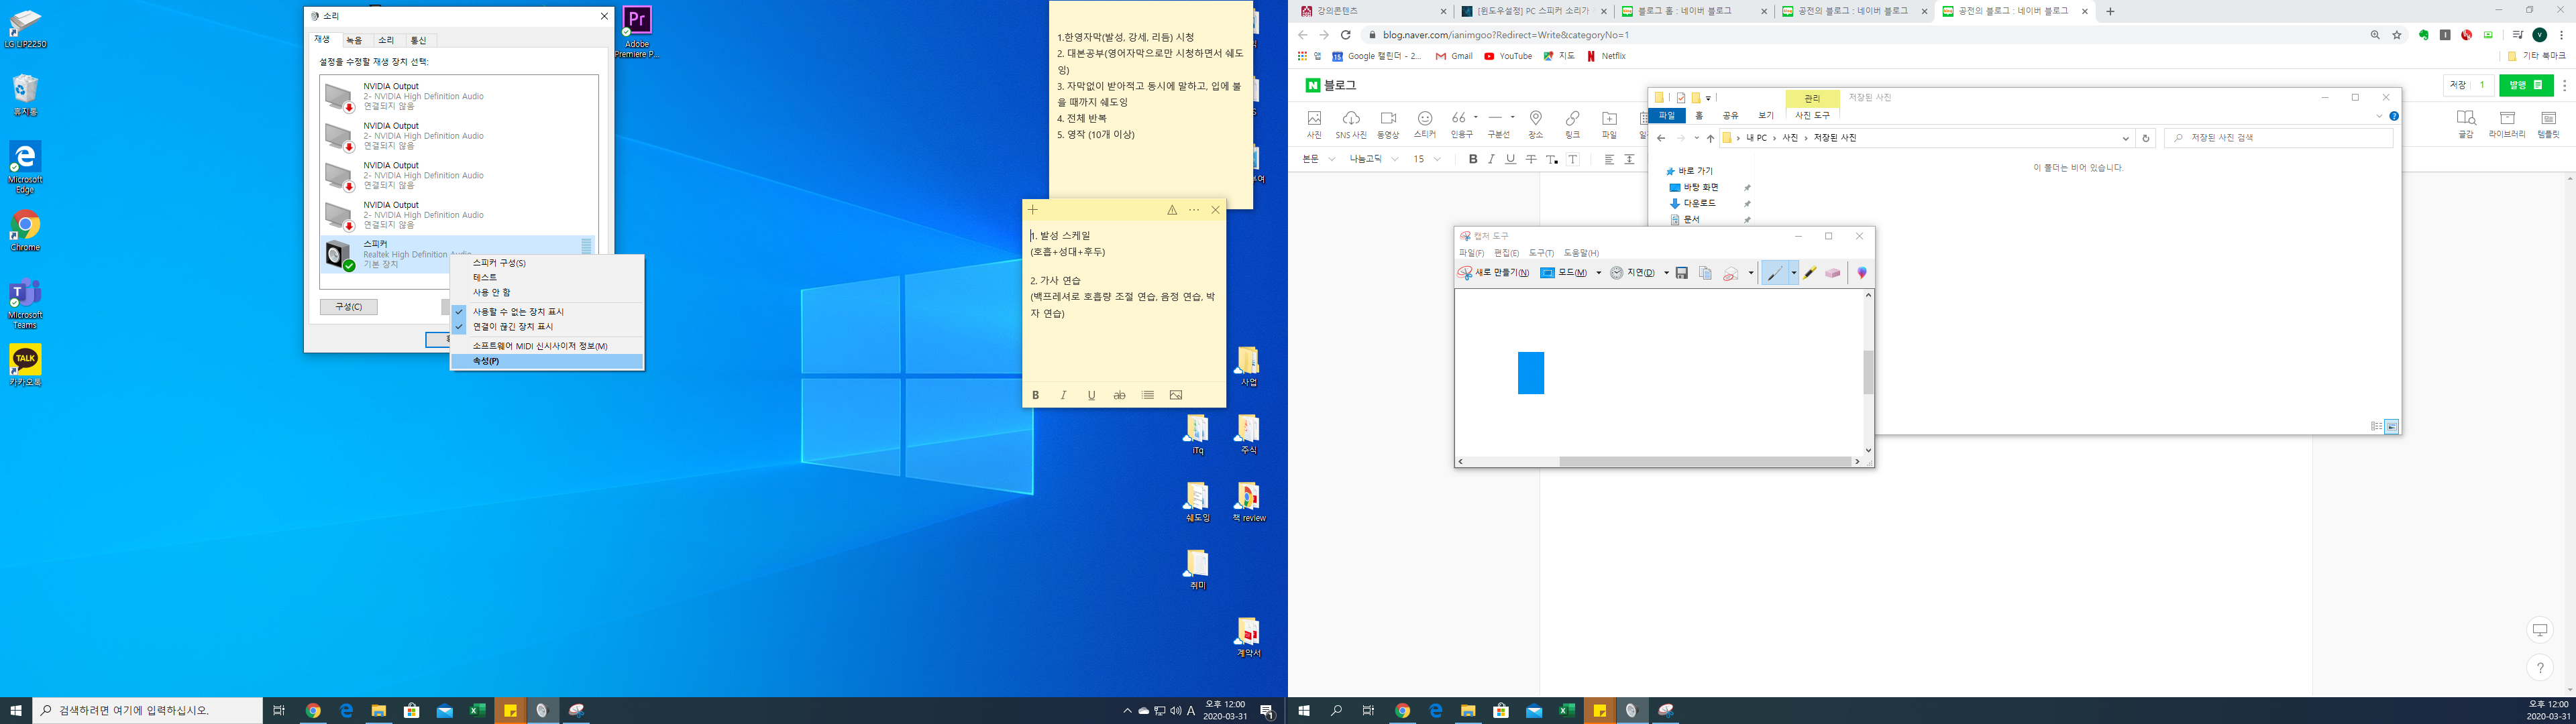 LG LIP2250
휴지통
Microsoft
Edge
Chrome
Microsoft
Teams
TALK
카카오톡
소리
재생
녹음
소리
통신
설정을 수정할 재생 장치 선택:
NVIDIA Output
2- NVIDIA High Definition Audio
연결되지 않음
NVIDIA Output
2- NVIDIA High Definition Audio
연결되지 않음
NVIDIA Output
2- NVIDIA High Definition Audio
연결되지 않음
NVIDIA Output
2- NVIDIA High Definition Audio
연결되지 않음
스피커
Realtek High Definition
기본 장치
구성(C)
스피커 구성(S)
테스트
사용 안 함
사용할 수 없는 장치 표시
연결이 끊긴 장치 표시
소프트웨어 MIDI 신시사이저 정보(M)
속성(P)
Pr
Adobe
Premiere P...
1.한영자막(발성, 강세, 리듬) 시청
2. 대본공부(영어자막으로만 시청하면서 쉐도
잉)
3. 자막없이 받아적고 동시에 말하고, 입에 붙
을 때까지 쉐도잉
4. 전체 반복
5. 영작 (10개 이상)
1. 발성 스케일
(호흡+성대+후두)
2. 가사 연습
(백프레셔로 호흡량 조절 연습, 음정 연습, 박
자 연습)
B I U ab
사업
ITq
주식
쉐도잉
책 review
취미
계약서
검색하려면 여기에 입력하십시오.
A
오후 12:00
2020-03-31
1
강의콘텐츠
[윈도우설정] PC 스피커 소리가
블로그 홈 : 네이버 블로그
공전의 블로그 : 네이버 블로그
공전의 블로그 : 네이버 블로그
blog.naver.com/ianimgoo?Redirect=Write&categoryNo=1
앱
Google 캘린더 - 2...
Gmail
YouTube
지도
Netflix
기타 북마크
N 블로그
저장 1
발행
사진
SNS 사진
동영상
스티커
인용구
구분선
장소
링크
파일
글감
라이브러리
템플릿
본문
나눔고딕
15
B I U T T T
관리
저장된 사진
파일
홈
공유
보기
사진 도구
내 PC > 사진 > 저장된 사진
저장된 사진 검색
바로 가기
바탕 화면
다운로드
문서
이 폴더는 비어 있습니다.
캡처 도구
파일(F)
편집(E)
도구(T)
도움말(H)
새로 만들기(N)
모드(M)
지연(D)
?
오후 12:00
2020-03-31